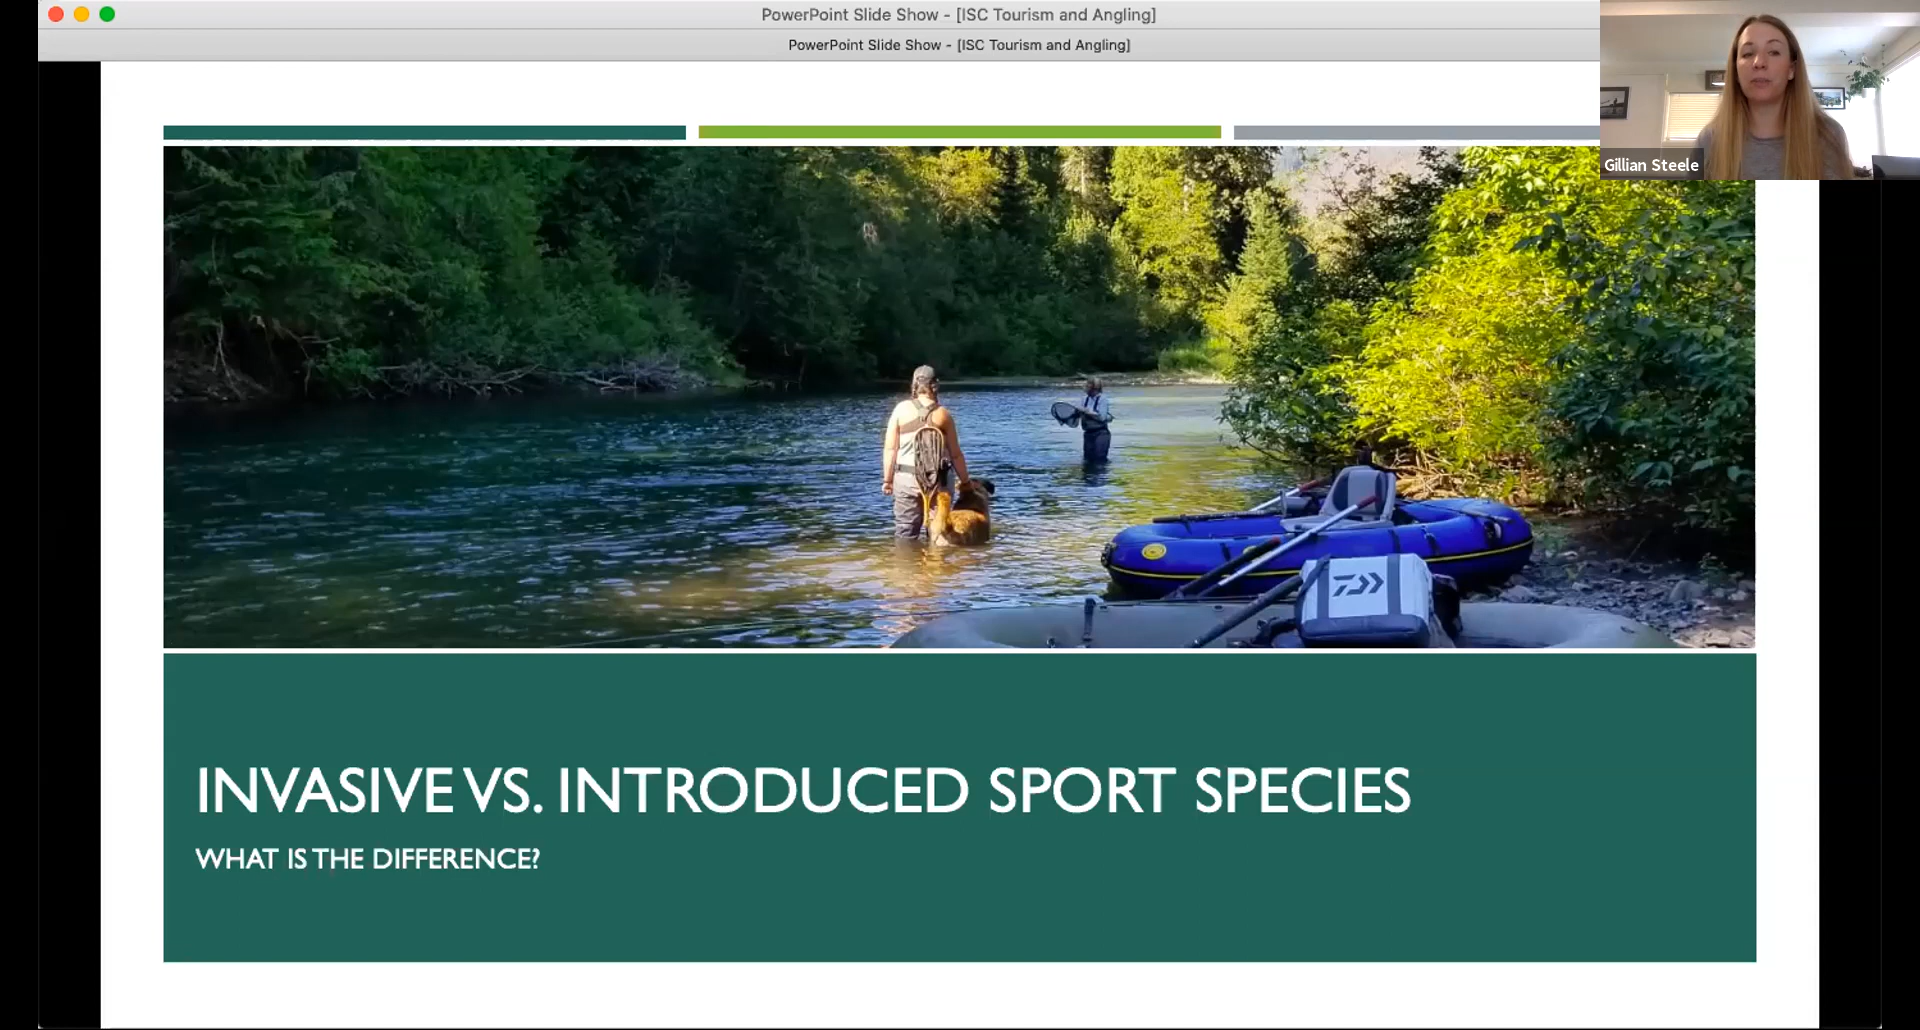 PowerPoint Slide Show - [ISC Tourism and Angling]
PowerPoint Slide Show - [ISC Tourism and Angling]
Gillian Steele
INVASIVE VS. INTRODUCED SPORT SPECIES
WHAT IS THE DIFFERENCE?